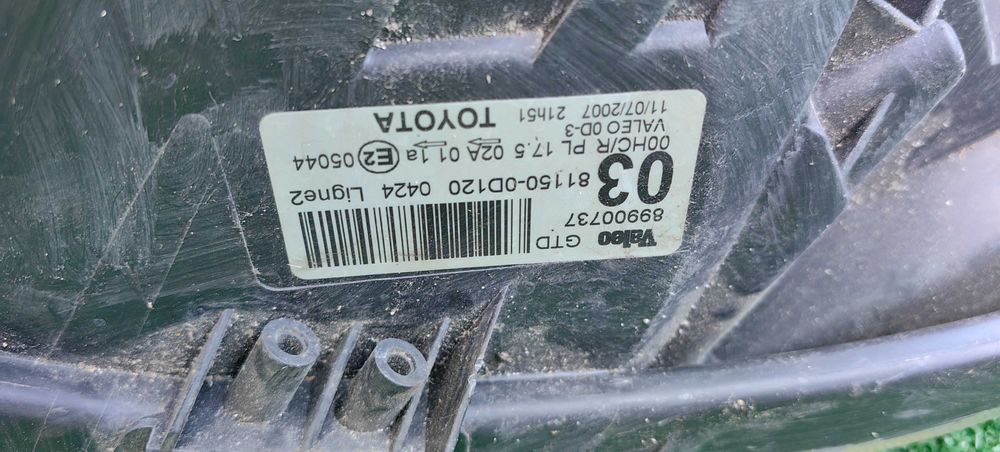 Valeo GTD
89900737
03 81150-0D120 0424 Ligne2
00HC/R PL 17.5 02A 01 1a E2 05044
VALEO 0D-3
11/07/2007 21h51 TOYOTA